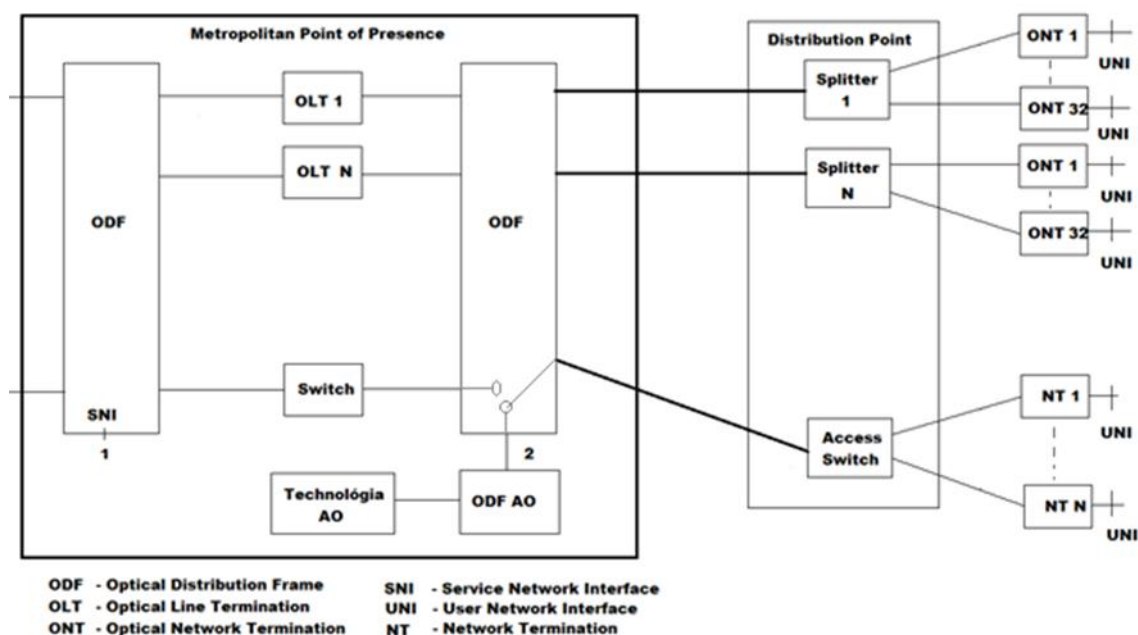 Metropolitan Point of Presence
Distribution Point
ODF
SNI
1
OLT 1
OLT N
Switch
Technológia
AO
ODF
2
ODF AO
Splitter
1
Splitter
N
Access
Switch
ONT 1
UNI
ONT 32
UNI
ONT 1
UNI
ONT 32
UNI
NT 1
UNI
NT N
UNI
ODF - Optical Distribution Frame
OLT - Optical Line Termination
ONT - Optical Network Termination
SNI - Service Network Interface
UNI - User Network Interface
NT - Network Termination